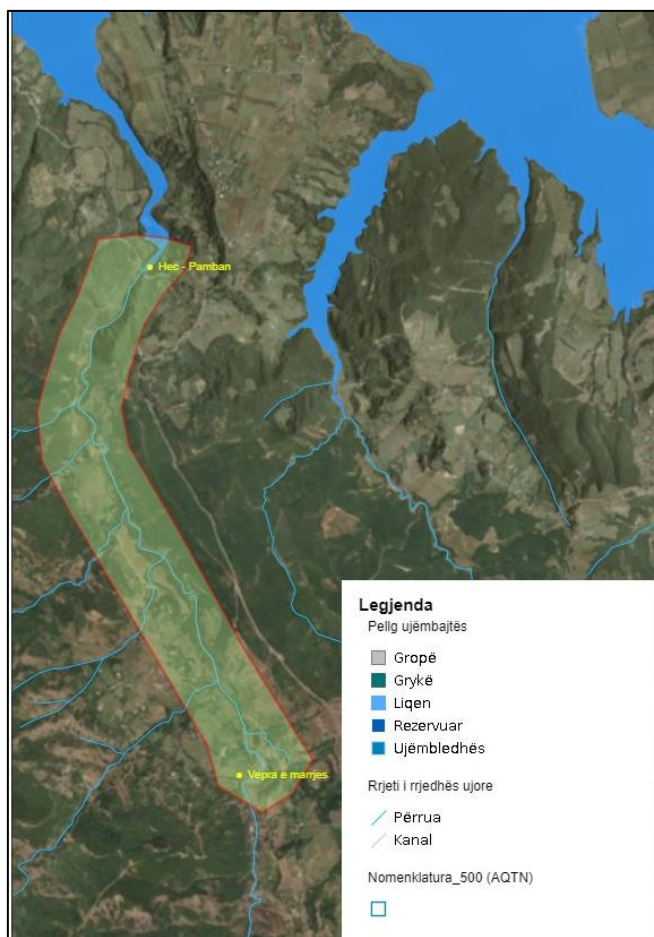 Hec - Pamban
Vepra e marrjes
Legjenda
Pellg ujëmbajtës
Gropë
Grykë
Liqen
Rezervuar
Ujëmbledhës
Rrjeti i rrjedhës ujore
Përrua
Kanal
Nomenklatura_500 (AQTN)